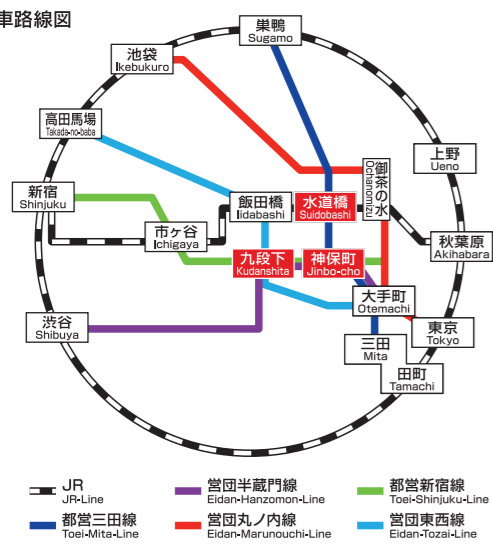 車路線図
巣鴨
Sugamo
池袋
Ikebukuro
高田馬場
Takada-no-baba
御茶の水
Ochanomizu
上野
Ueno
新宿
Shinjuku
飯田橋
Iidabashi
水道橋
Suidobashi
市ヶ谷
Ichigaya
秋葉原
Akihabara
九段下
Kudanshita
神保町
Jinbo-cho
大手町
Otemachi
渋谷
Shibuya
東京
Tokyo
三田
Mita
田町
Tamachi
JR
JR-Line
営団半蔵門線
Eidan-Hanzomon-Line
都営新宿線
Toei-Shinjuku-Line
都営三田線
Toei-Mita-Line
営団丸ノ内線
Eidan-Marunouchi-Line
営団東西線
Eidan-Tozai-Line